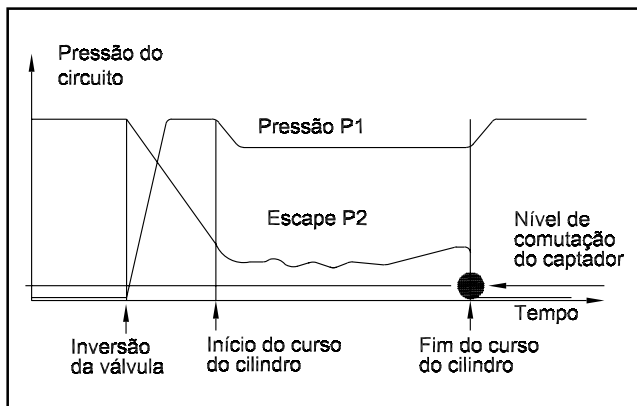 Pressão do
circuito
Pressão P1
Escape P2
Nível de
comutação
do captador
Tempo
Inversão
da válvula
Início do curso
do cilindro
Fim do curso
do cilindro